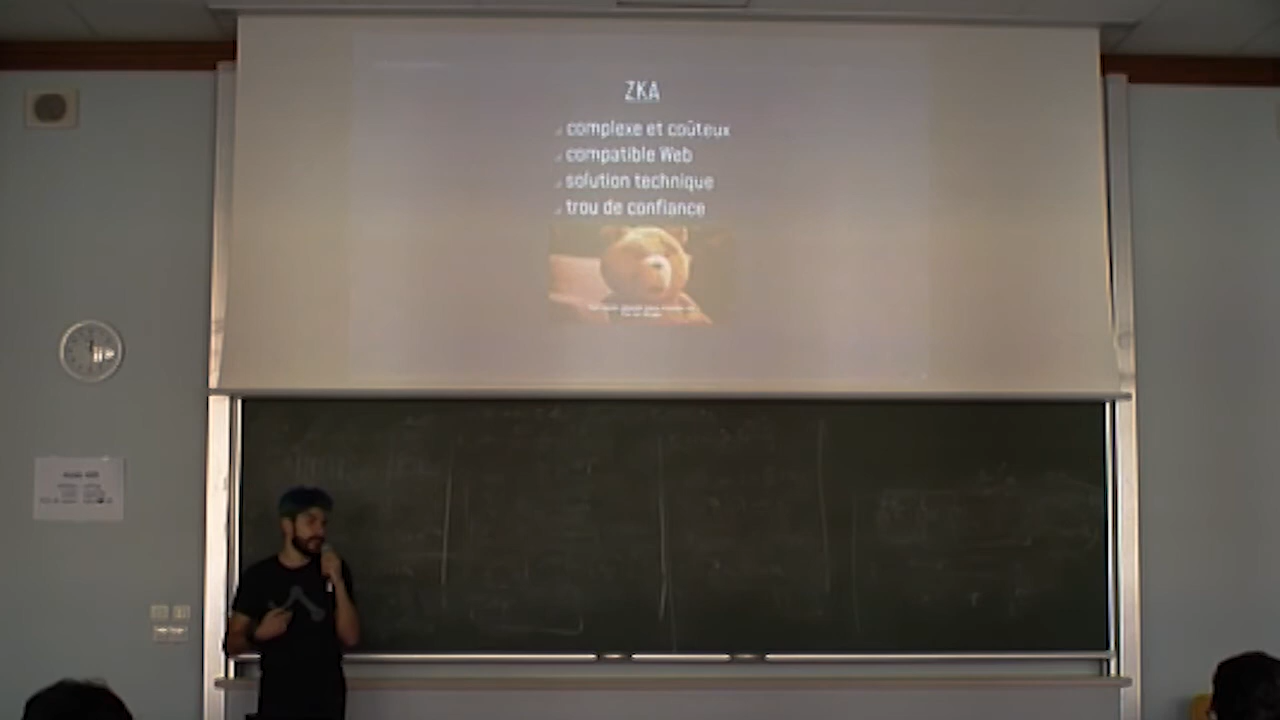 ZKA
complexe et coûteux
compatible Web
solution technique
trou de confiance